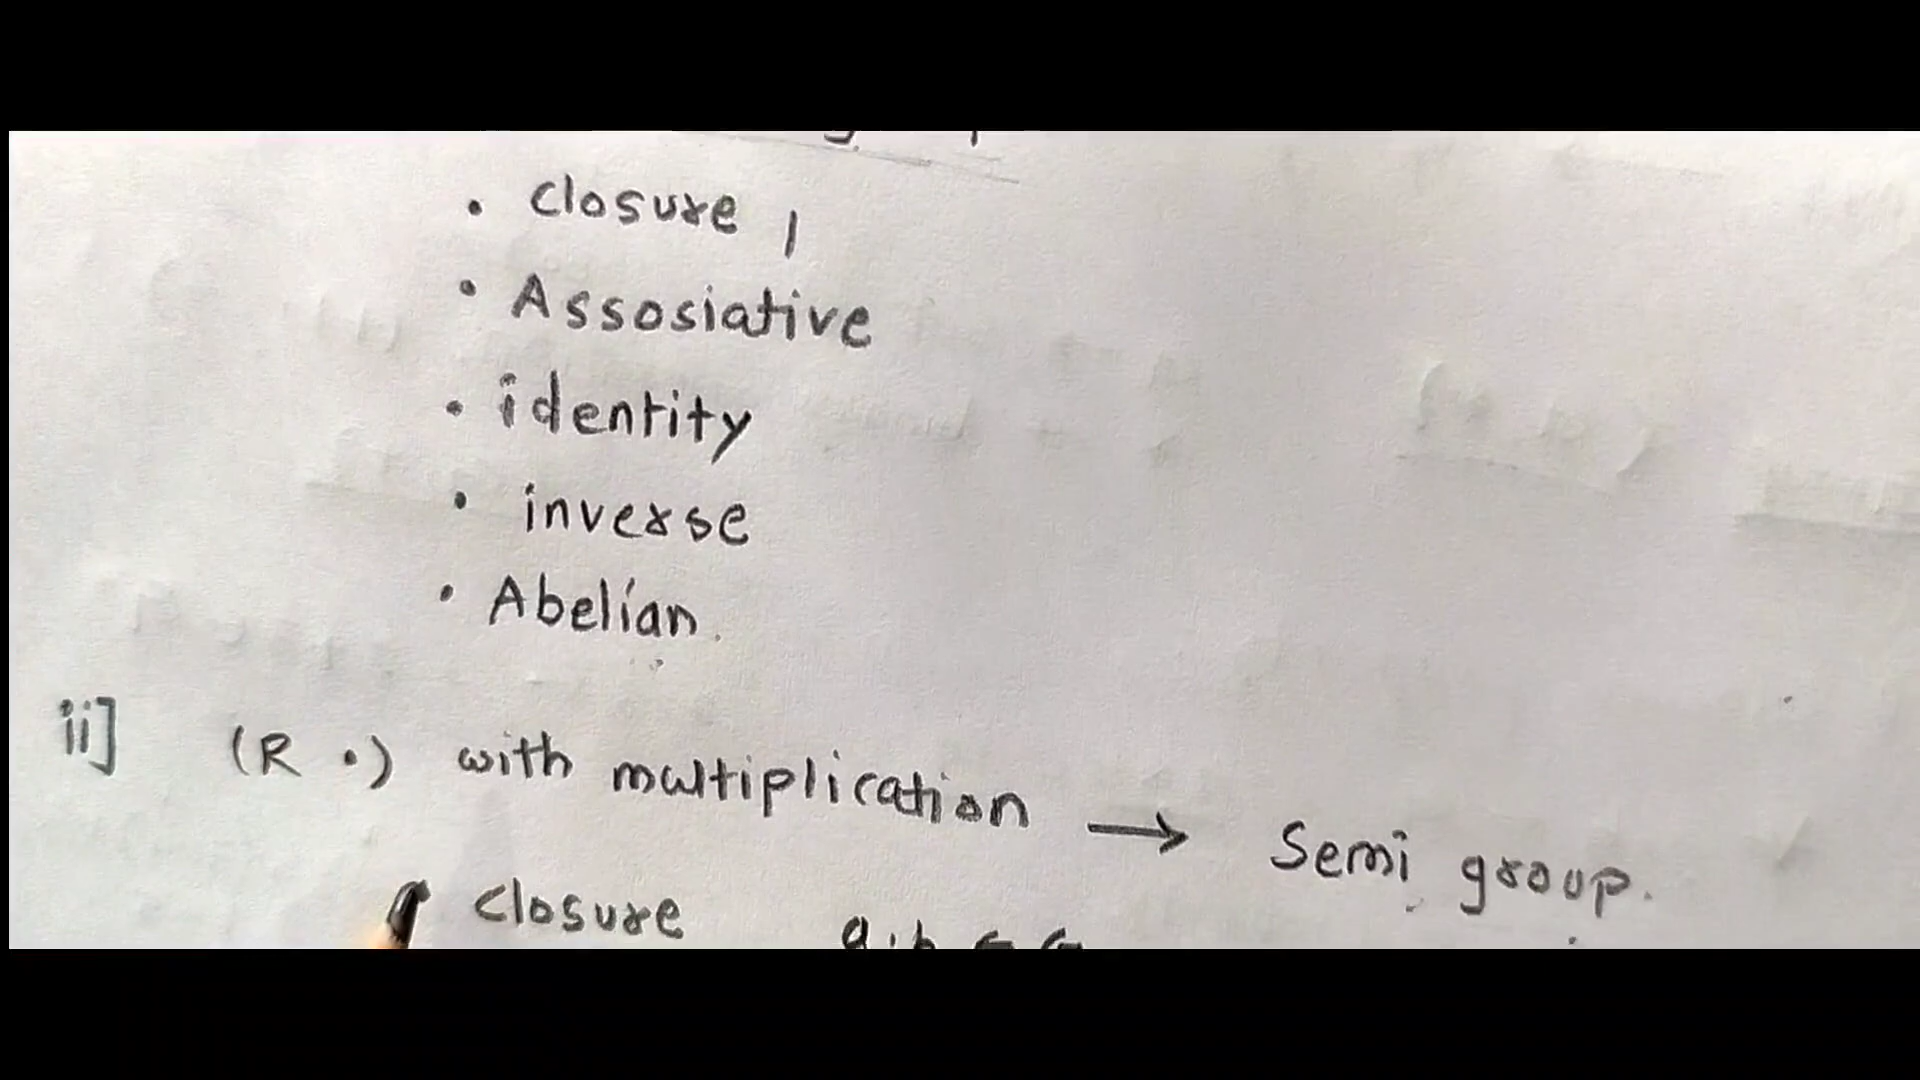 • closure ,
• Assosiative
• identity
• inverse
• Abelian.
ii] (R •) with multiplication → Semi group.
closure a.b ∈ G